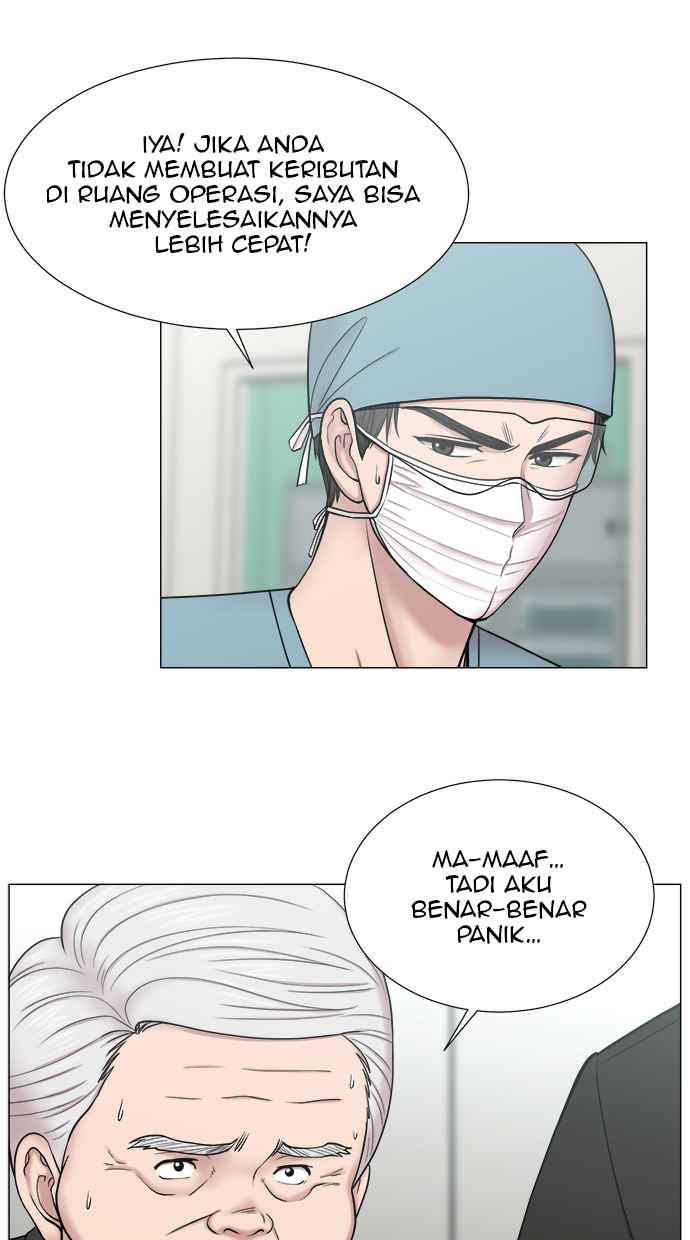 IYA! JIKA ANDA
TIDAK MEMBUAT KERIBUTAN
DI RUANG OPERASI, SAYA BISA
MENYELESAIKANNYA
LEBIH CEPAT!
MA-MAAF...
TADI AKU
BENAR-BENAR
PANIK...